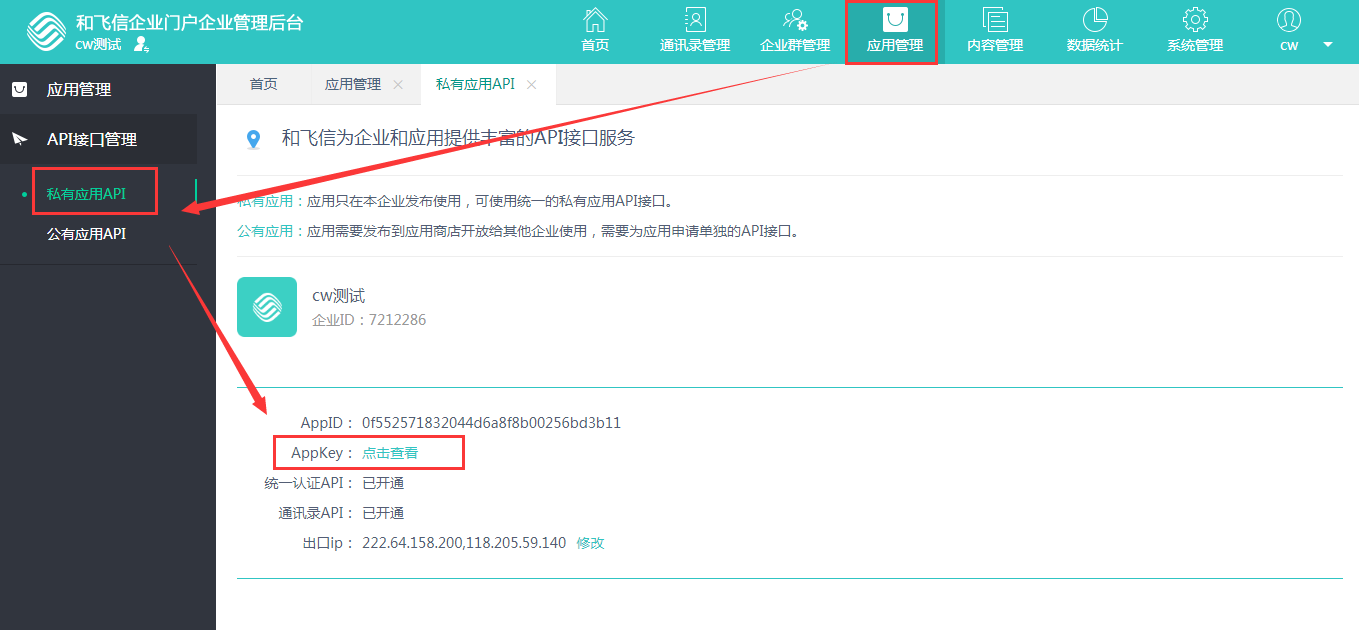 和飞信企业门户企业管理后台
cw测试
首页
通讯录管理
企业群管理
应用管理
内容管理
数据统计
系统管理
cw
应用管理
API接口管理
私有应用API
公有应用API
首页
应用管理
私有应用API
和飞信为企业和应用提供丰富的API接口服务
私有应用：应用只在本企业发布使用，可使用统一的私有应用API接口。
公有应用：应用需要发布到应用商店开放给其他企业使用，需要为应用申请单独的API接口。
cw测试
企业ID：7212286
AppID： 0f552571832044d6a8f8b00256bd3b11
AppKey： 点击查看
统一认证API： 已开通
通讯录API： 已开通
出口ip： 222.64.158.200,118.205.59.140 修改